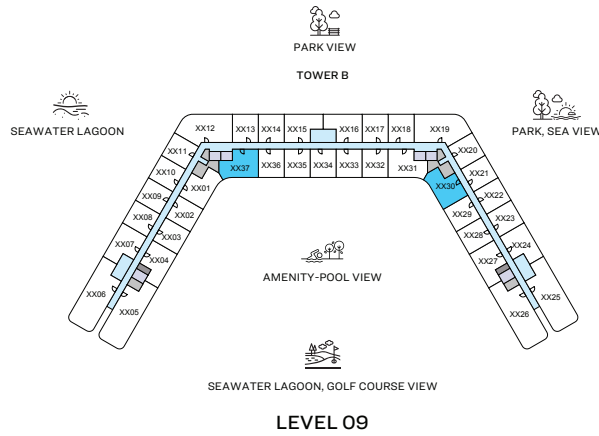 PARK VIEW
TOWER B
SEAWATER LAGOON
PARK, SEA VIEW
XX12
XX13
XX14
XX15
XX16
XX17
XX18
XX19
XX11
XX37
XX36
XX35
XX34
XX33
XX32
XX31
XX20
XX10
XX01
XX30
XX21
XX09
XX02
XX29
XX22
XX08
XX03
XX28
XX23
XX07
XX04
XX27
XX24
XX06
XX05
XX26
XX25
AMENITY-POOL VIEW
SEAWATER LAGOON, GOLF COURSE VIEW
LEVEL 09